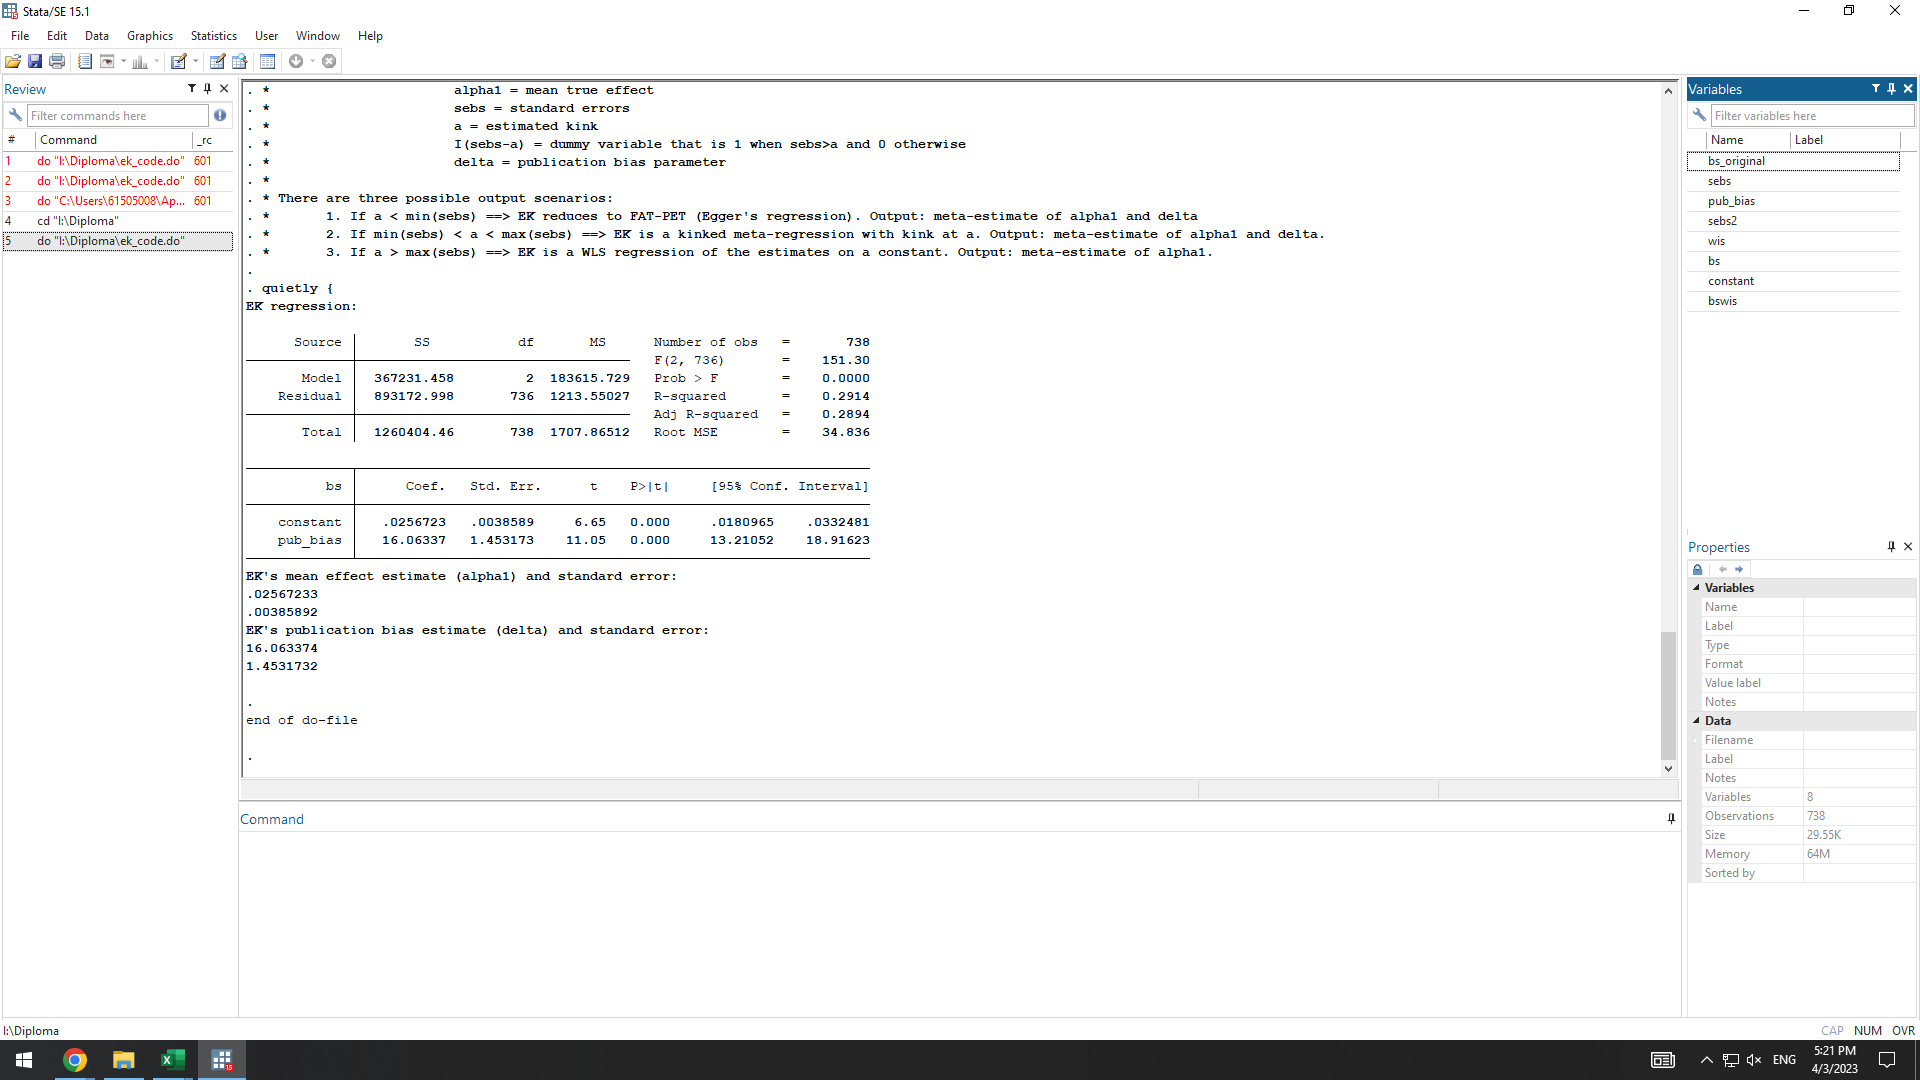 Stata/SE 15.1
File Edit Data Graphics Statistics User Window Help
Review
Filter commands here
# Command _rc
1 do "I:\Diploma\ek_code.do" 601
2 do "I:\Diploma\ek_code.do" 601
3 do "C:\Users\61505008\Ap... 601
4 cd "I:\Diploma"
5 do "I:\Diploma\ek_code.do"
. * alpha1 = mean true effect
. * sebs = standard errors
. * a = estimated kink
. * I(sebs-a) = dummy variable that is 1 when sebs>a and 0 otherwise
. * delta = publication bias parameter
. *
. * There are three possible output scenarios:
. * 1. If a < min(sebs) ==> EK reduces to FAT-PET (Egger's regression). Output: meta-estimate of alpha1 and delta
. * 2. If min(sebs) < a < max(sebs) ==> EK is a kinked meta-regression with kink at a. Output: meta-estimate of alpha1 and delta.
. * 3. If a > max(sebs) ==> EK is a WLS regression of the estimates on a constant. Output: meta-estimate of alpha1.
.
. quietly {
EK regression:
Source SS df MS Number of obs = 738
F(2, 736) = 151.30
Model 367231.458 2 183615.729 Prob > F = 0.0000
Residual 893172.998 736 1213.55027 R-squared = 0.2914
Adj R-squared = 0.2894
Total 1260404.46 738 1707.86512 Root MSE = 34.836
bs Coef. Std. Err. t P>|t| [95% Conf. Interval]
constant .0256723 .0038589 6.65 0.000 .0180965 .0332481
pub_bias 16.06337 1.453173 11.05 0.000 13.21052 18.91623
EK's mean effect estimate (alpha1) and standard error:
.02567233
.00385892
EK's publication bias estimate (delta) and standard error:
16.063374
1.4531732
.
end of do-file
.
Command
Variables
Filter variables here
Name Label
bs_original
sebs
pub_bias
sebs2
wis
bs
constant
bswis
Properties
Variables
Name
Label
Type
Format
Value label
Notes
Data
Filename
Label
Notes
Variables 8
Observations 738
Size 29.55K
Memory 64M
Sorted by
I:\Diploma
CAP NUM OVR
15
ENG
5:21 PM
4/3/2023